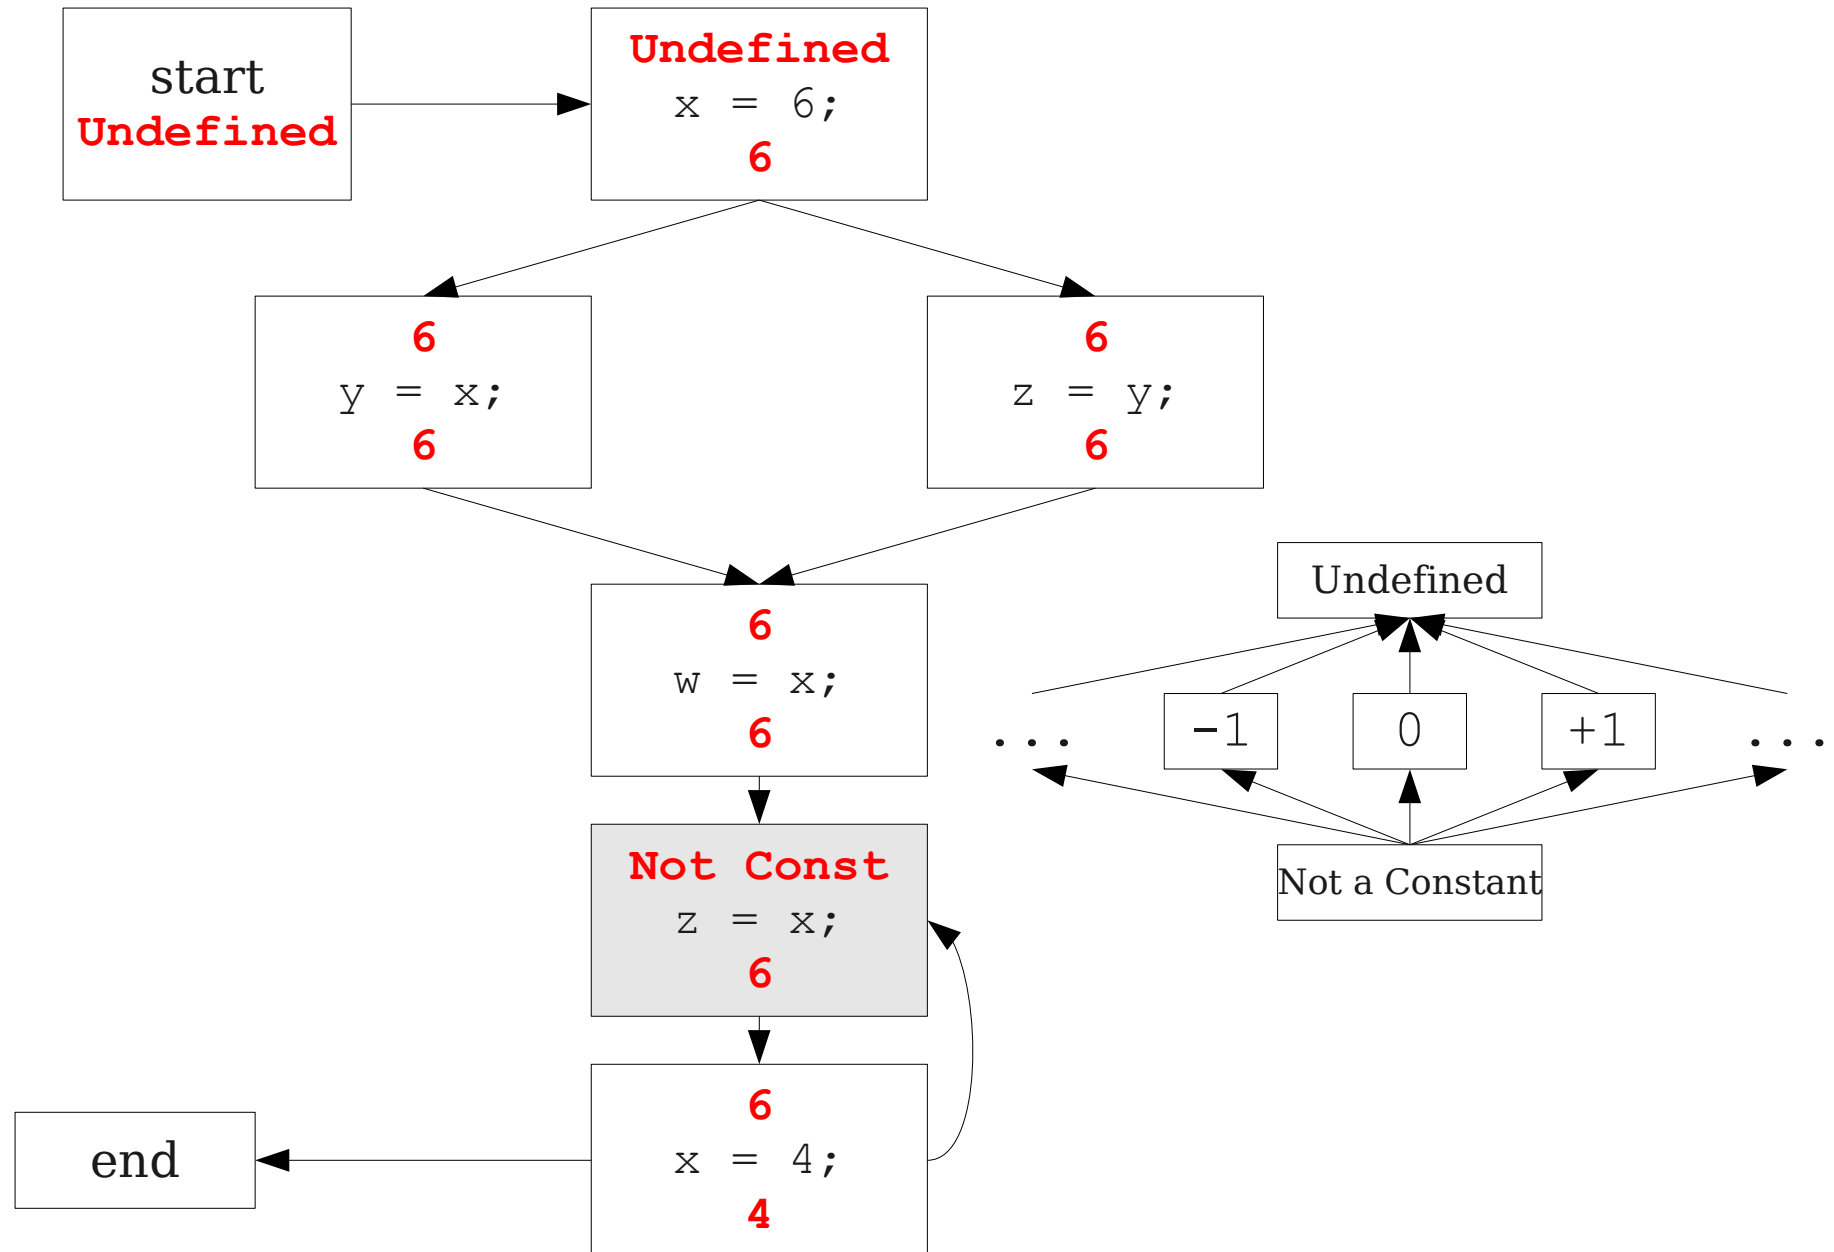 start
Undefined
Undefined
x = 6;
6
6
y = x;
6
6
z = y;
6
6
w = x;
6
Undefined
... -1 0 +1 ...
Not a Constant
Not Const
z = x;
6
6
x = 4;
4
end